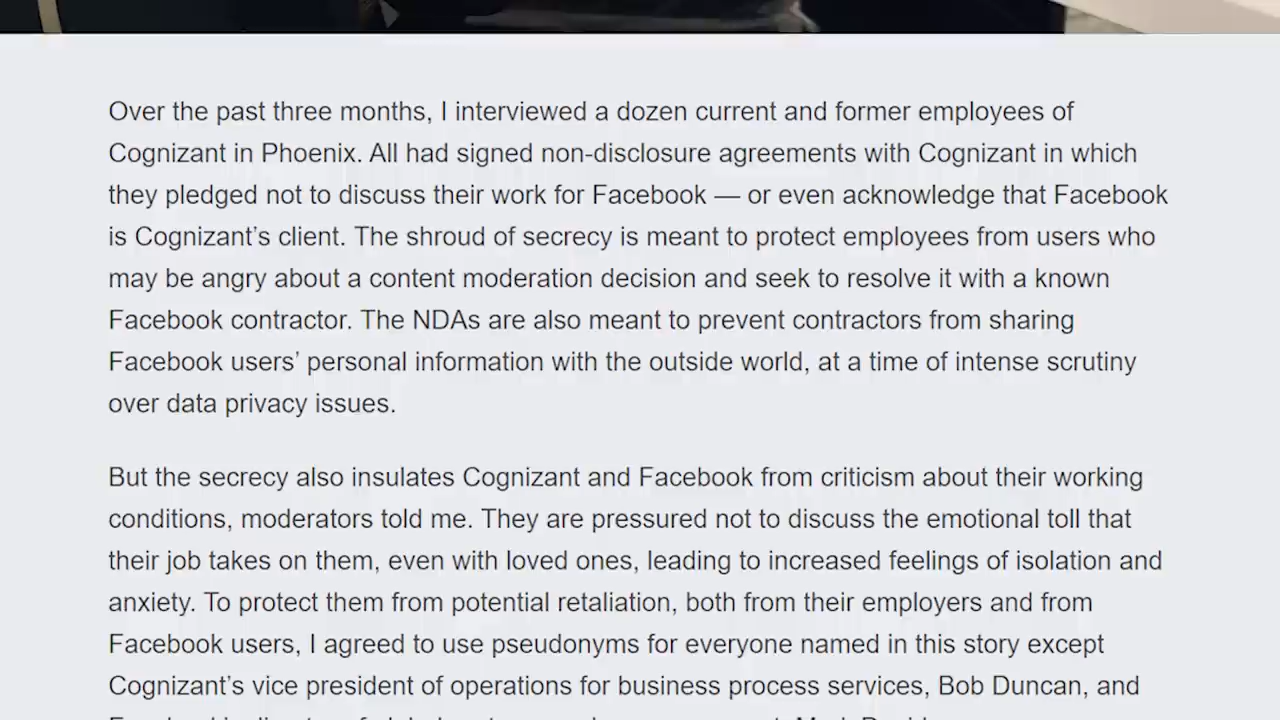 Over the past three months, I interviewed a dozen current and former employees of
Cognizant in Phoenix. All had signed non-disclosure agreements with Cognizant in which
they pledged not to discuss their work for Facebook — or even acknowledge that Facebook
is Cognizant’s client. The shroud of secrecy is meant to protect employees from users who
may be angry about a content moderation decision and seek to resolve it with a known
Facebook contractor. The NDAs are also meant to prevent contractors from sharing
Facebook users’ personal information with the outside world, at a time of intense scrutiny
over data privacy issues.
But the secrecy also insulates Cognizant and Facebook from criticism about their working
conditions, moderators told me. They are pressured not to discuss the emotional toll that
their job takes on them, even with loved ones, leading to increased feelings of isolation and
anxiety. To protect them from potential retaliation, both from their employers and from
Facebook users, I agreed to use pseudonyms for everyone named in this story except
Cognizant’s vice president of operations for business process services, Bob Duncan, and